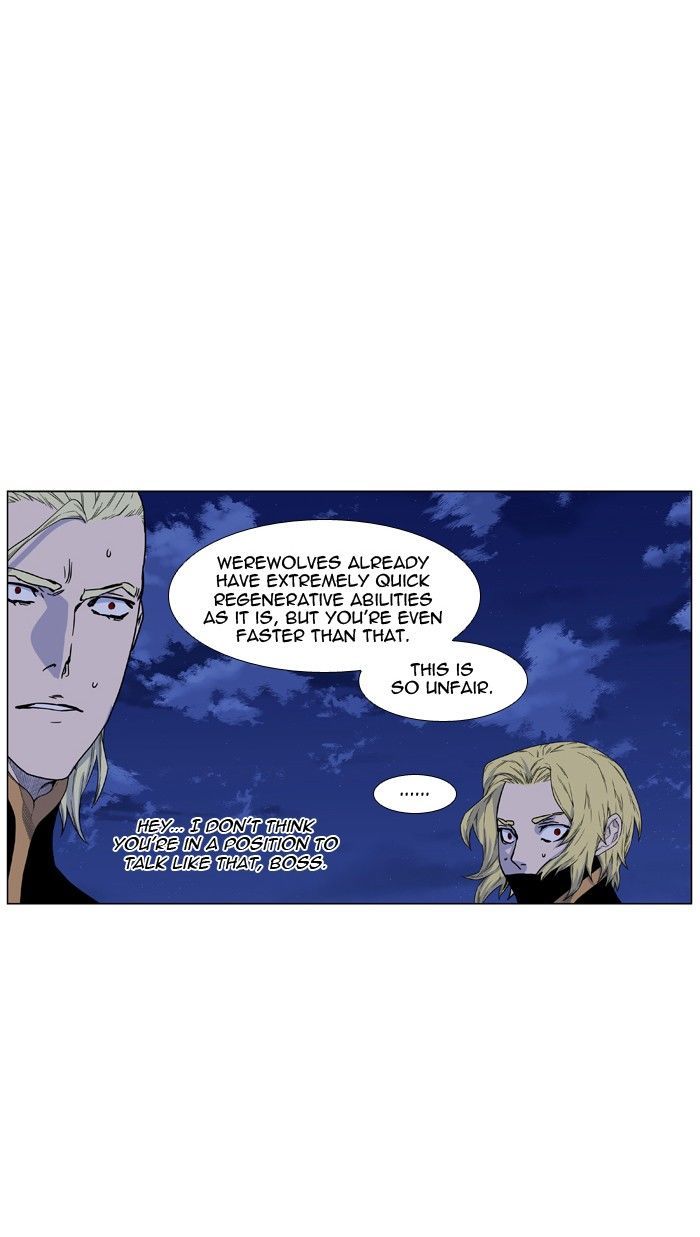 WEREWOLVES ALREADY
HAVE EXTREMELY QUICK
REGENERATIVE ABILITIES
AS IT IS, BUT YOU'RE EVEN
FASTER THAN THAT.
THIS IS
SO UNFAIR.
......
HEY... I DON'T THINK
YOU'RE IN A POSITION TO
TALK LIKE THAT, BOSS.